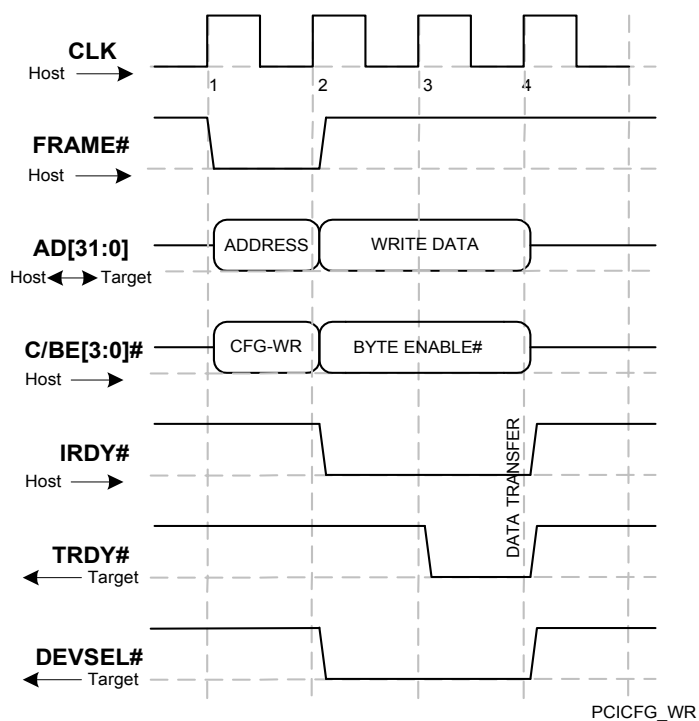 CLK
Host
1 2 3 4
FRAME#
Host
AD[31:0]
Host Target
ADDRESS WRITE DATA
C/BE[3:0]#
Host
CFG-WR BYTE ENABLE#
IRDY#
Host
DATA TRANSFER
TRDY#
Target
DEVSEL#
Target
PCICFG_WR